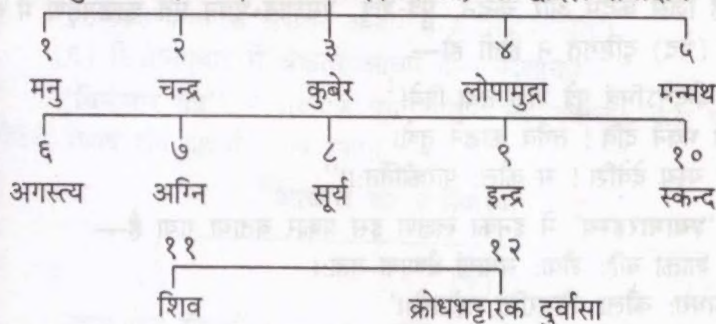 १ २ ३ ४ ५
मनु चन्द्र कुबेर लोपामुद्रा मन्मथ
६ ७ ८ ९ १०
अगस्त्य अग्नि सूर्य इन्द्र स्कन्द
११ १२
शिव क्रोधभट्टारक दुर्वासा